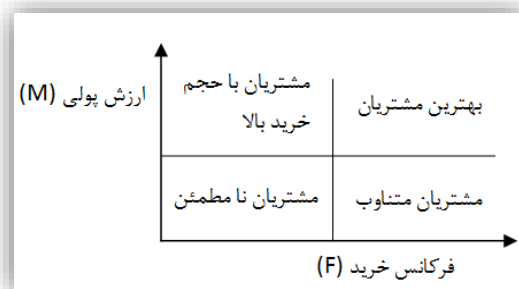 ارزش پولی (M)
مشتریان با حجم
خرید بالا
بهترین مشتریان
مشتریان نا مطمئن
مشتریان متناوب
فرکانس خرید (F)